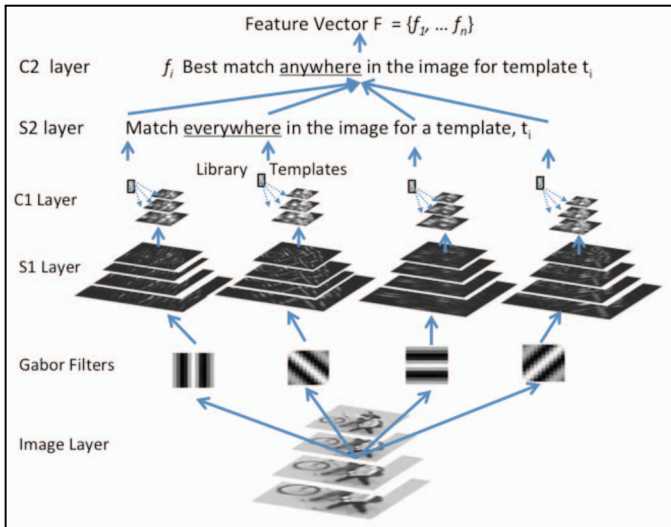 Feature Vector F = {f₁, ... fₙ}
C2 layer fᵢ Best match anywhere in the image for template tᵢ
S2 layer Match everywhere in the image for a template, tᵢ
Library Templates
C1 Layer
S1 Layer
Gabor Filters
Image Layer